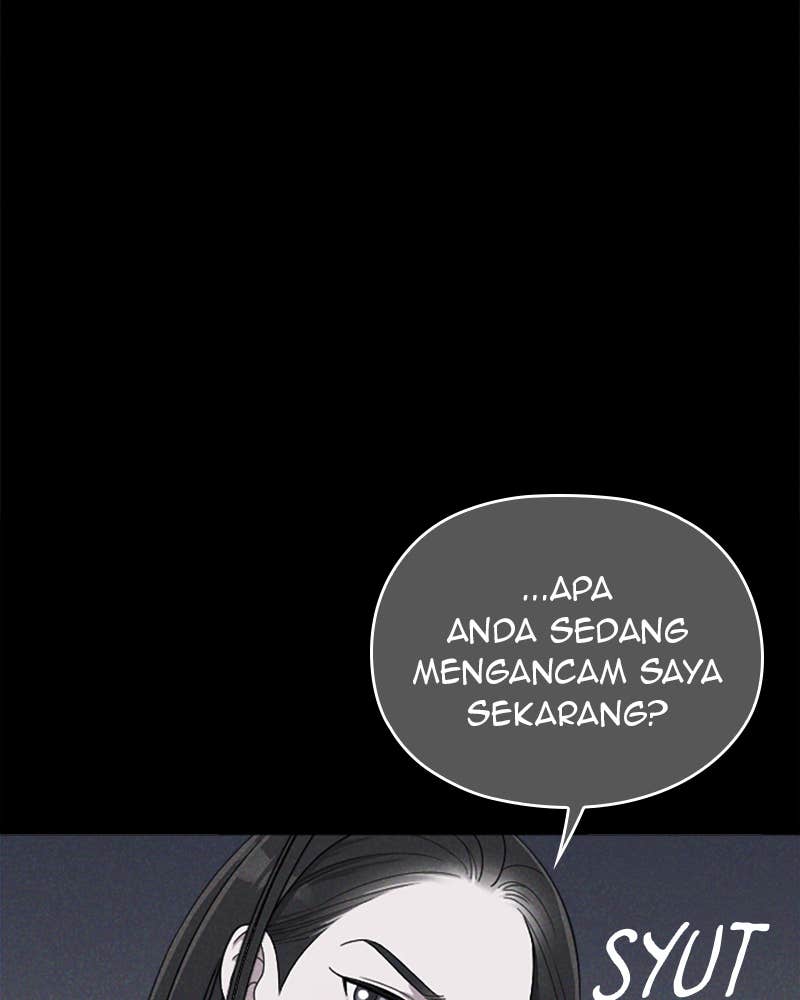 ...APA
ANDA SEDANG
MENGANCAM SAYA
SEKARANG?
SYUT